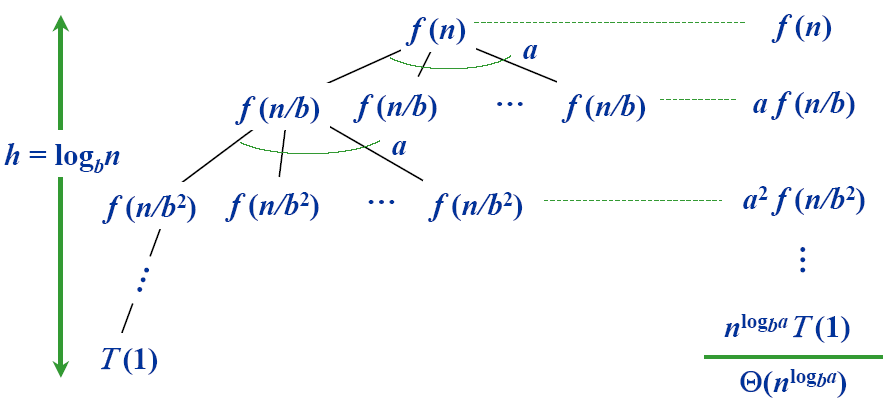 f (n) f (n)
a
f (n/b) f (n/b) ··· f (n/b) a f (n/b)
a
h = log_b n
f (n/b²) f (n/b²) ··· f (n/b²) a² f (n/b²)
⋮ ⋮
n^{log_b a} T (1)
T (1)
Θ(n^{log_b a})